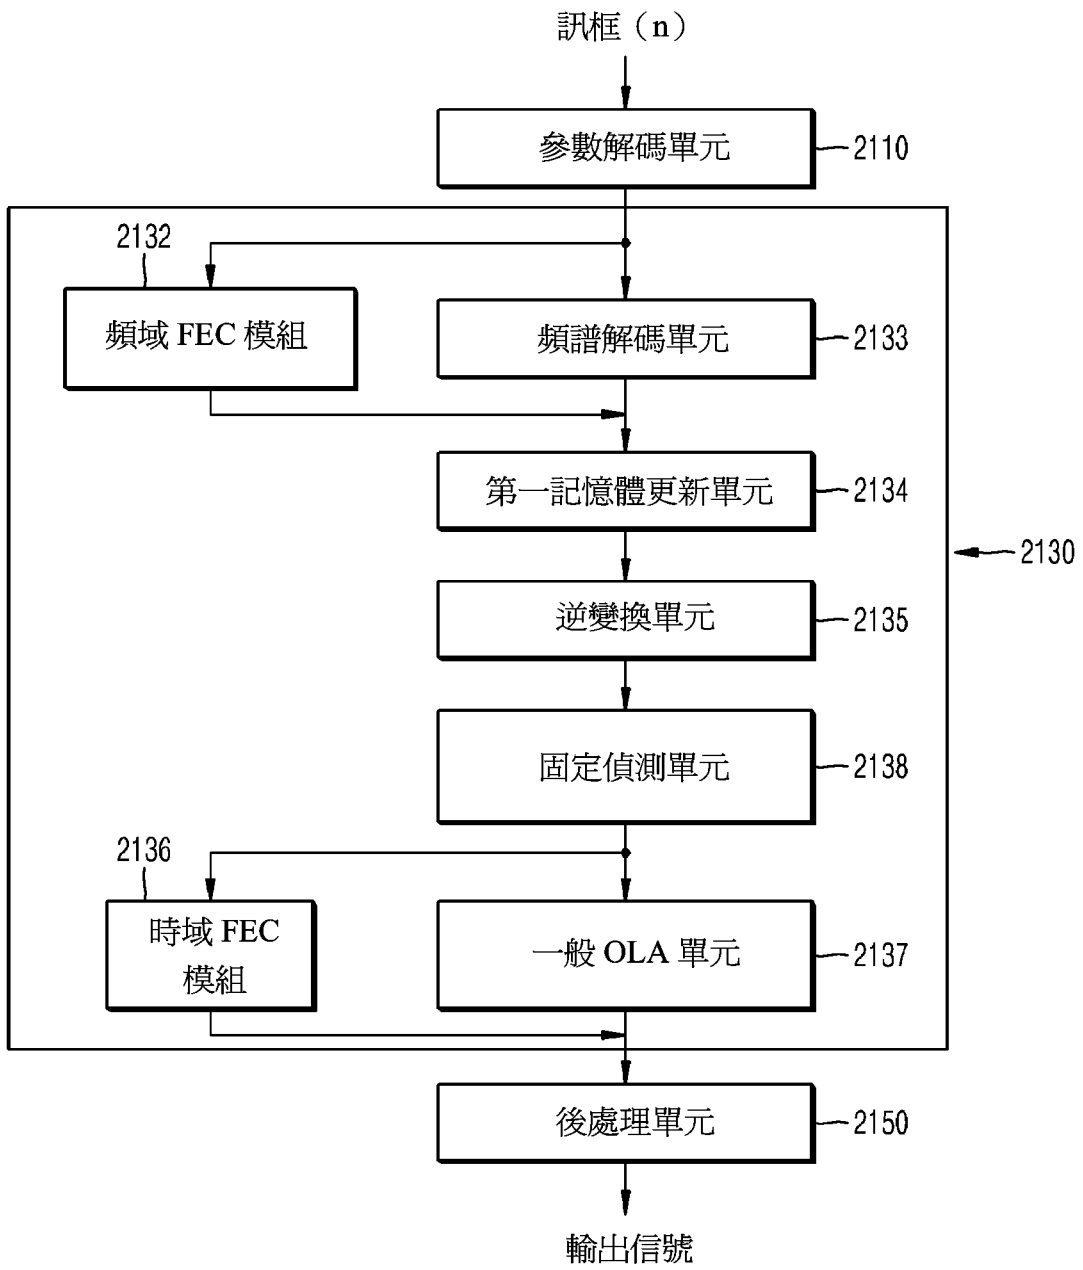 訊框（n）
參數解碼單元
2110
2132
頻域 FEC 模組
頻譜解碼單元
2133
第一記憶體更新單元
2134
2130
逆變換單元
2135
固定偵測單元
2138
2136
時域 FEC
模組
一般 OLA 單元
2137
後處理單元
2150
輸出信號